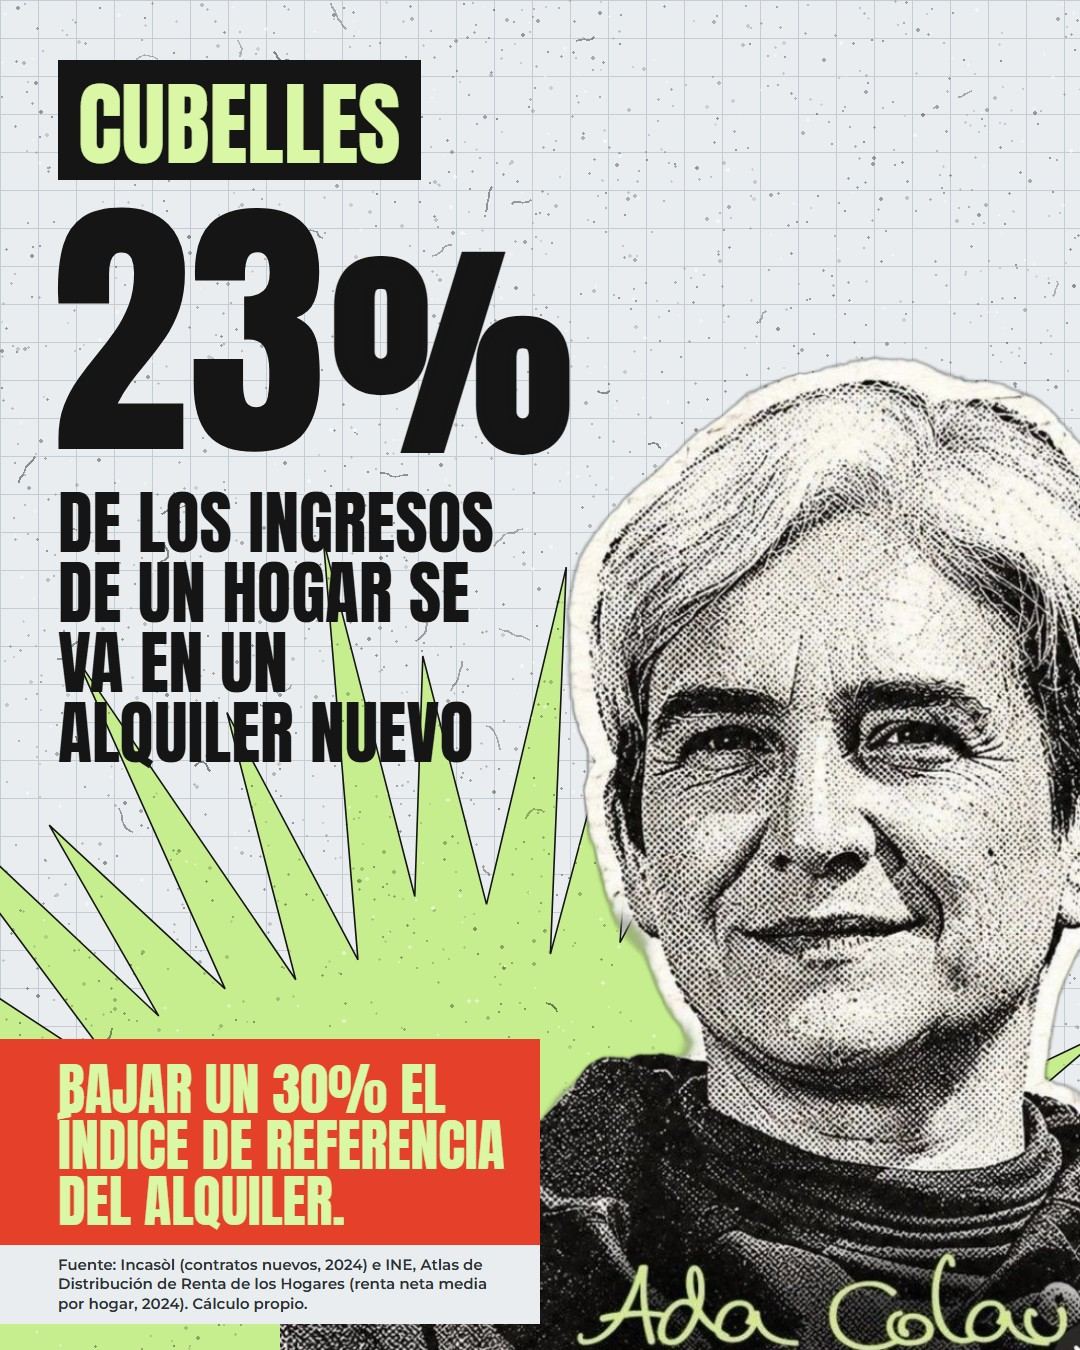 CUBELLES
23%
DE LOS INGRESOS
DE UN HOGAR SE
VA EN UN
ALQUILER NUEVO
BAJAR UN 30% EL
ÍNDICE DE REFERENCIA
DEL ALQUILER.
Fuente: Incasòl (contratos nuevos, 2024) e INE, Atlas de
Distribución de Renta de los Hogares (renta neta media
por hogar, 2024). Cálculo propio.
Ada Colau